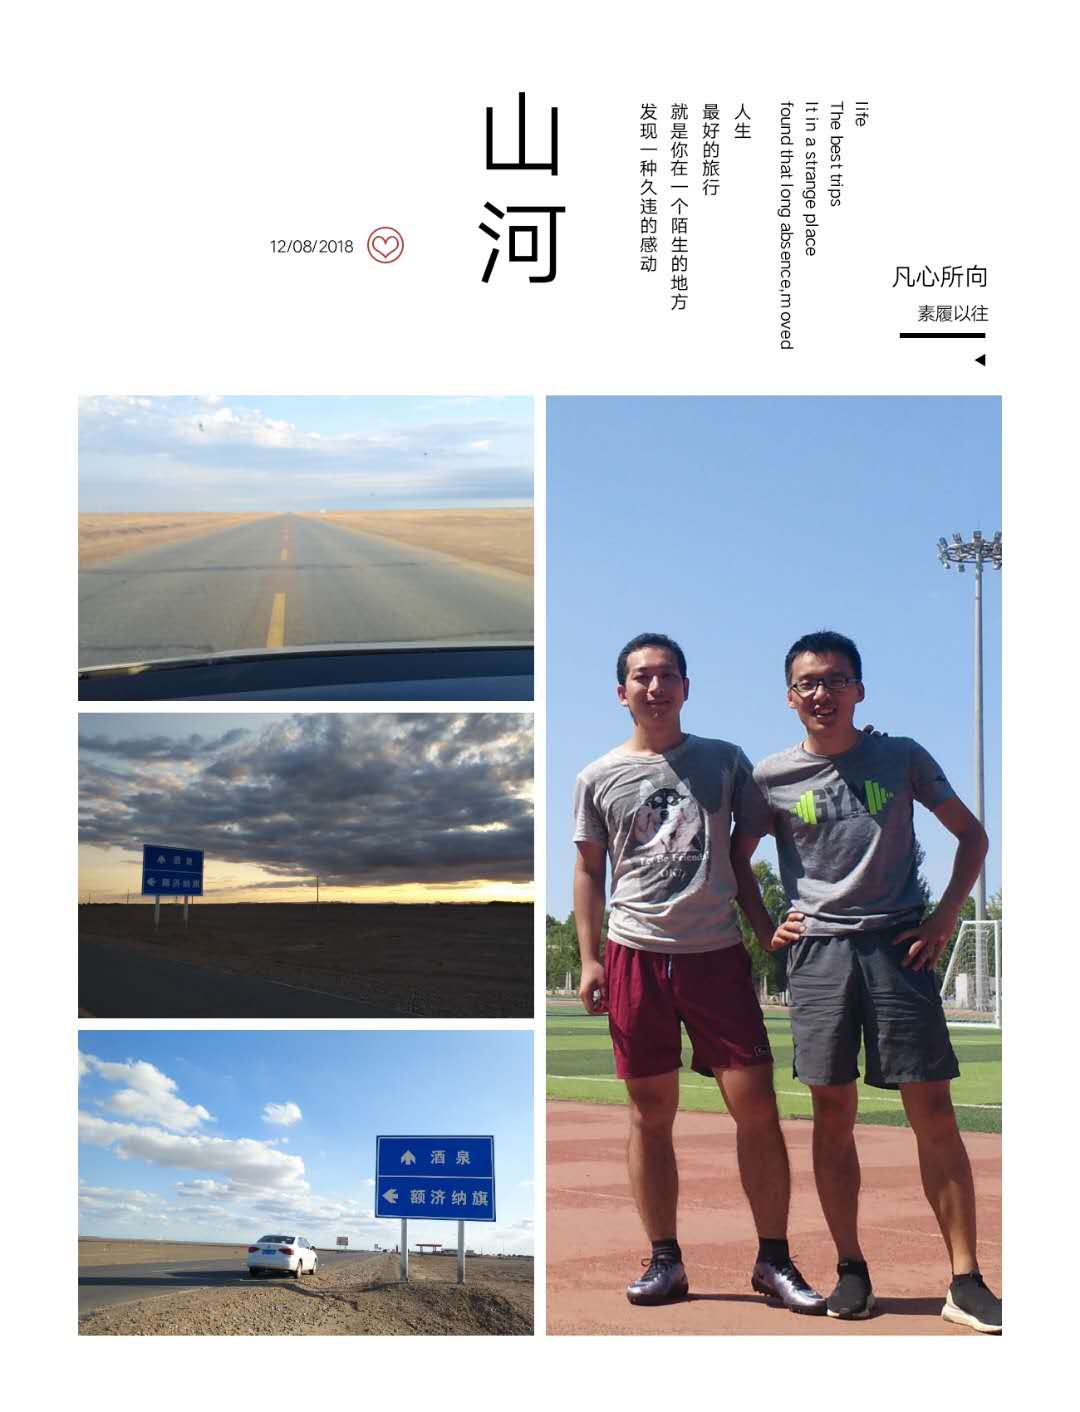 山河
12/08/2018
人生
最好的旅行
就是你在一个陌生的地方
发现一种久违的感动
life
The best trips
It in a strange place
found that long absence,moved
凡心所向
素履以往
酒泉
额济纳旗
酒泉
额济纳旗
Let Be Friends
OK?
GYM